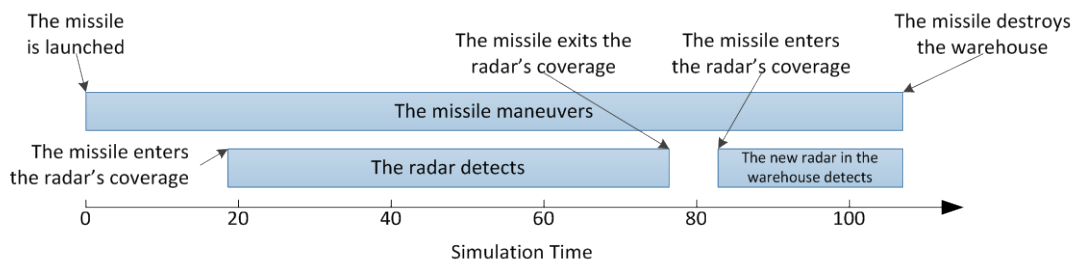 The missile
is launched
The missile exits the
radar's coverage
The missile enters
the radar's coverage
The missile destroys
the warehouse
The missile maneuvers
The missile enters
the radar's coverage
The radar detects
The new radar in the
warehouse detects
0 20 40 60 80 100
Simulation Time